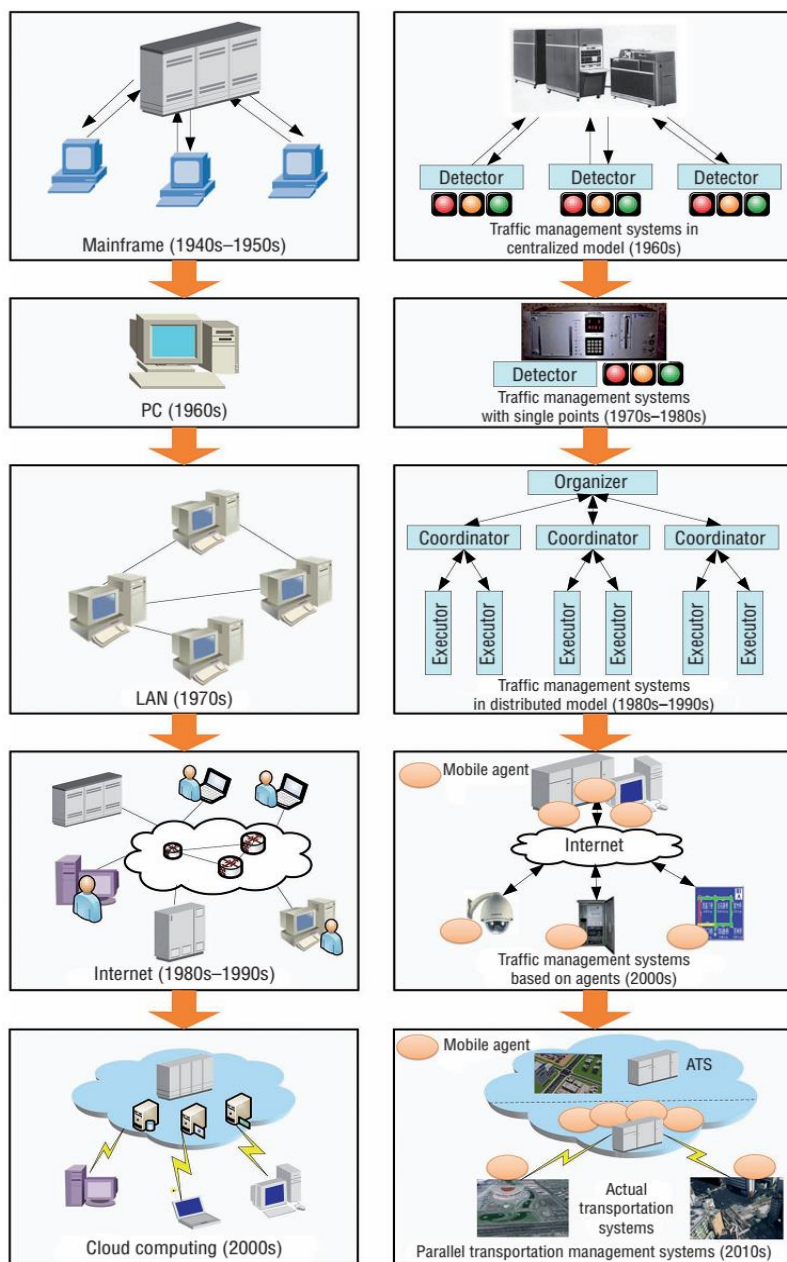 Mainframe (1940s–1950s)
PC (1960s)
LAN (1970s)
Internet (1980s–1990s)
Cloud computing (2000s)
Detector
Detector
Detector
Traffic management systems in
centralized model (1960s)
Detector
Traffic management systems
with single points (1970s–1980s)
Organizer
Coordinator
Coordinator
Coordinator
Executor
Executor
Executor
Executor
Executor
Executor
Traffic management systems
in distributed model (1980s–1990s)
Mobile agent
Internet
Traffic management systems
based on agents (2000s)
Mobile agent
ATS
Actual
transportation
systems
Parallel transportation management systems (2010s)